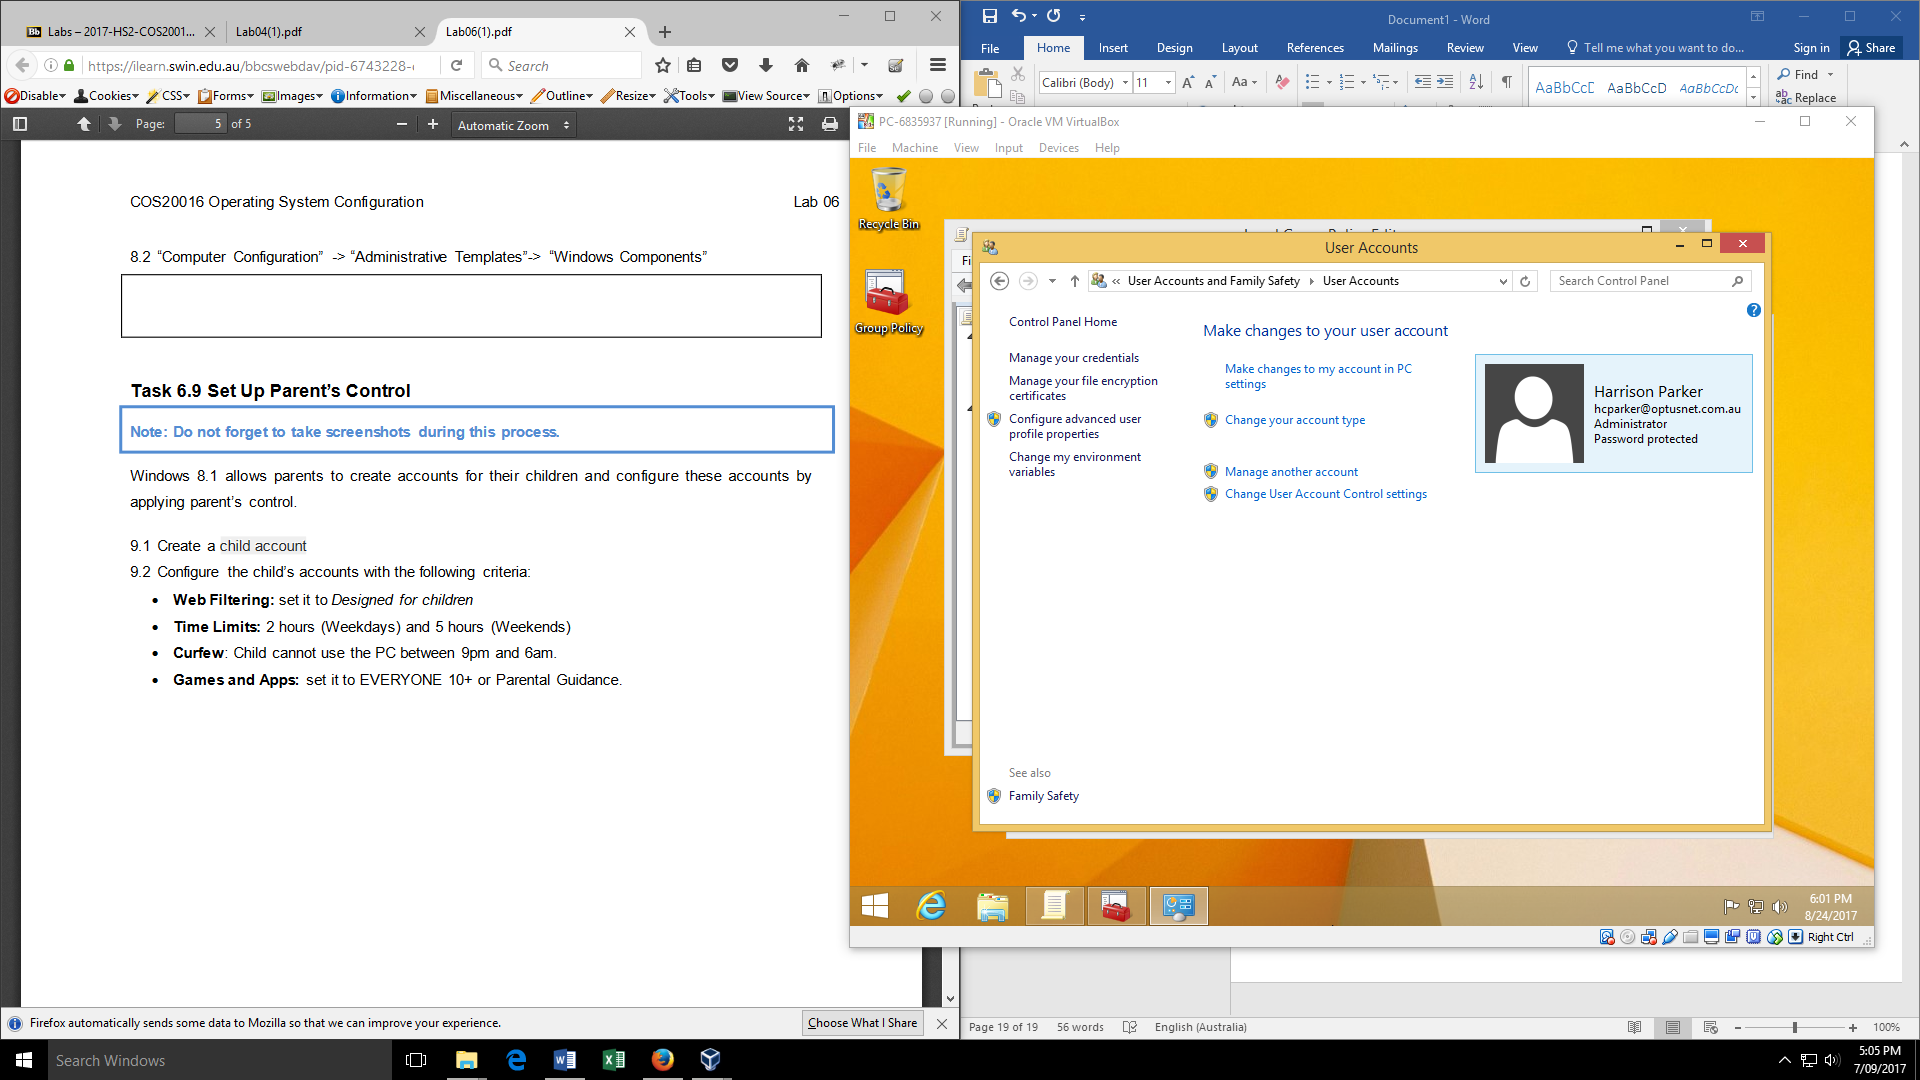 Labs – 2017-HS2-COS2001...
Lab04(1).pdf
Lab06(1).pdf
https://ilearn.swin.edu.au/bbcswebdav/pid-6743228-
Search
Disable
Cookies
CSS
Forms
Images
Information
Miscellaneous
Outline
Resize
Tools
View Source
Options
Page:
5
of 5
Automatic Zoom
COS20016 Operating System Configuration
Lab 06
8.2 “Computer Configuration” -> “Administrative Templates”-> “Windows Components”
Task 6.9 Set Up Parent’s Control
Note: Do not forget to take screenshots during this process.
Windows 8.1 allows parents to create accounts for their children and configure these accounts by
applying parent’s control.
9.1 Create a child account
9.2 Configure the child’s accounts with the following criteria:
• Web Filtering: set it to Designed for children
• Time Limits: 2 hours (Weekdays) and 5 hours (Weekends)
• Curfew: Child cannot use the PC between 9pm and 6am.
• Games and Apps: set it to EVERYONE 10+ or Parental Guidance.
Firefox automatically sends some data to Mozilla so that we can improve your experience.
Choose What I Share
Document1 - Word
File
Home
Insert
Design
Layout
References
Mailings
Review
View
Tell me what you want to do...
Sign in
Share
Calibri (Body)
11
Aa
AaBbCcDc
AaBbCcD
AaBbCcDc
Find
Replace
PC-6835937 [Running] - Oracle VM VirtualBox
File
Machine
View
Input
Devices
Help
Recycle Bin
Group Policy
Fi
User Accounts
User Accounts and Family Safety
User Accounts
Search Control Panel
Control Panel Home
Manage your credentials
Manage your file encryption
certificates
Configure advanced user
profile properties
Change my environment
variables
Make changes to your user account
Make changes to my account in PC
settings
Change your account type
Manage another account
Change User Account Control settings
Harrison Parker
hcparker@optusnet.com.au
Administrator
Password protected
See also
Family Safety
6:01 PM
8/24/2017
Right Ctrl
Page 19 of 19
56 words
English (Australia)
100%
Search Windows
5:05 PM
7/09/2017